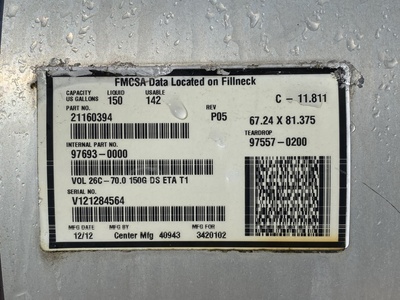 FMCSA Data Located on Fillneck
CAPACITY LIQUID USABLE
US GALLONS 150 142 C - 11.811
PART NO. REV
21160394 P05 67.24 X 81.375
TEARDROP
INTERNAL PART NO. 97557-0200
97693-0000
VOL 26C-70.0 150G DS ETA T1
SERIAL NO.
V121284564
MFG DATE MFG BY MFG FOR
12/12 Center Mfg 40943 3420102